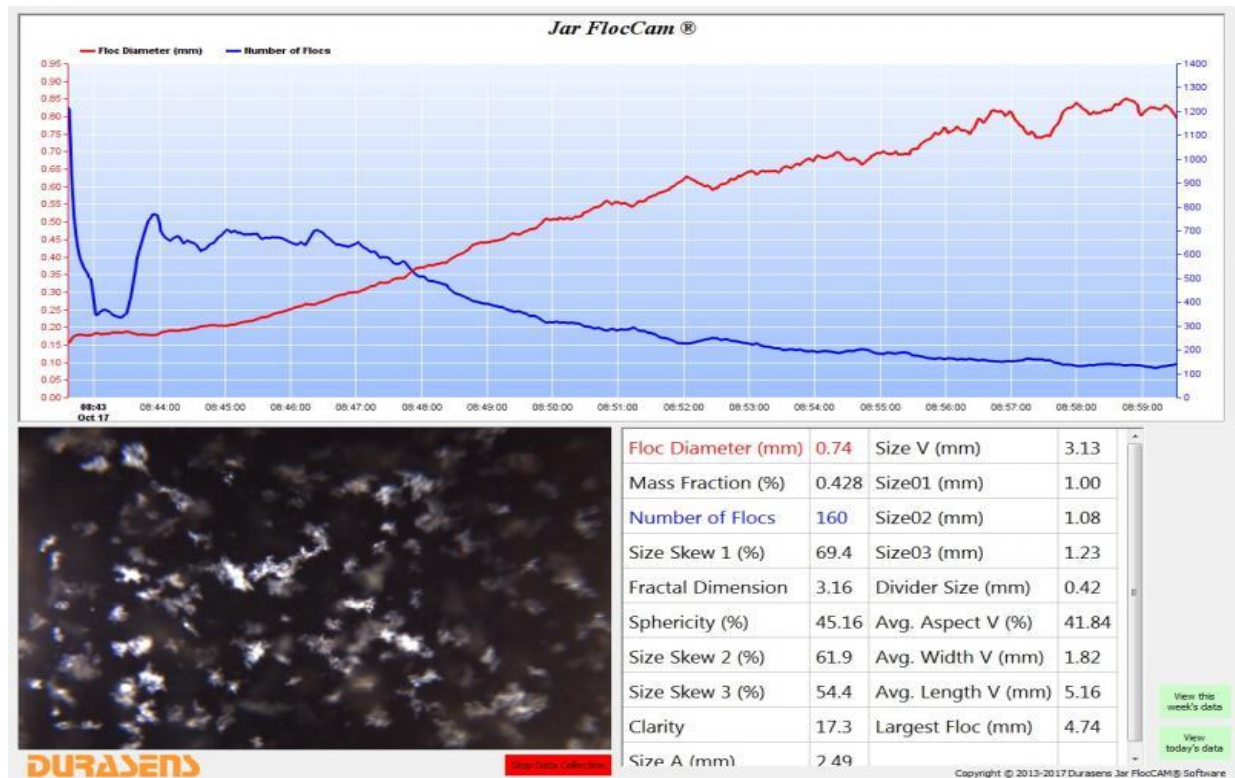 Jar FlocCam ®
Floc Diameter (mm) Number of Flocs
0.95
0.90
0.85
0.80
0.75
0.70
0.65
0.60
0.55
0.50
0.45
0.40
0.35
0.30
0.25
0.20
0.15
0.10
0.05
0.00
1400
1300
1200
1100
1000
900
800
700
600
500
400
300
200
100
0
08:43 08:44:00 08:45:00 08:46:00 08:47:00 08:48:00 08:49:00 08:50:00 08:51:00 08:52:00 08:53:00 08:54:00 08:55:00 08:56:00 08:57:00 08:58:00 08:59:00
Oct 17
Floc Diameter (mm) 0.74 Size V (mm) 3.13
Mass Fraction (%) 0.428 Size01 (mm) 1.00
Number of Flocs 160 Size02 (mm) 1.08
Size Skew 1 (%) 69.4 Size03 (mm) 1.23
Fractal Dimension 3.16 Divider Size (mm) 0.42
Sphericity (%) 45.16 Avg. Aspect V (%) 41.84
Size Skew 2 (%) 61.9 Avg. Width V (mm) 1.82
Size Skew 3 (%) 54.4 Avg. Length V (mm) 5.16
Clarity 17.3 Largest Floc (mm) 4.74
Size A (mm) 2.49
View this
week's data
View
today's data
DURASENS
Stop Data Collection
Copyright © 2013-2017 Durasens Jar FlocCAM® Software